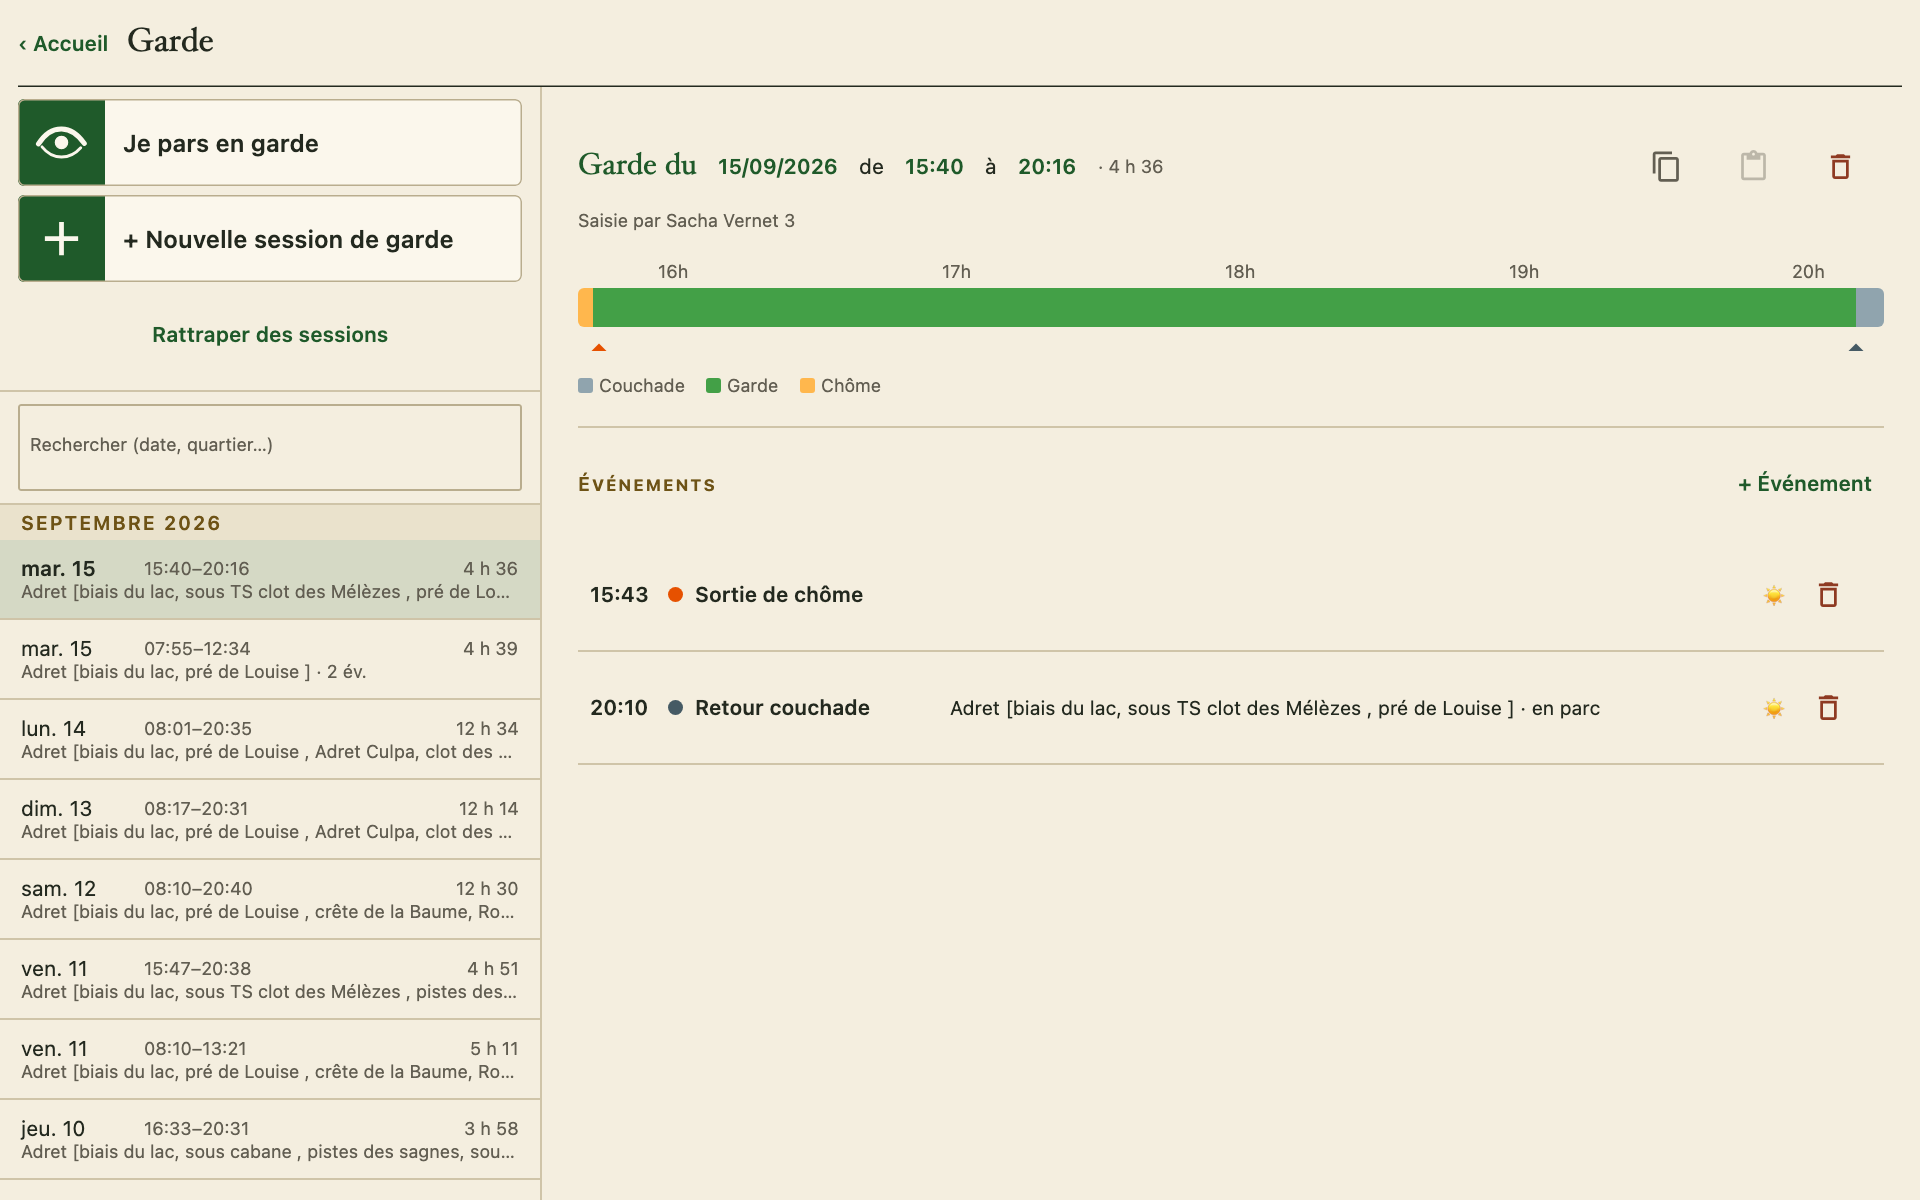 ‹ Accueil Garde
Je pars en garde
+ Nouvelle session de garde
Rattraper des sessions
Rechercher (date, quartier...)
SEPTEMBRE 2026
mar. 15 15:40–20:16 4 h 36
Adret [biais du lac, sous TS clot des Mélèzes , pré de Lo...
mar. 15 07:55–12:34 4 h 39
Adret [biais du lac, pré de Louise ] · 2 év.
lun. 14 08:01–20:35 12 h 34
Adret [biais du lac, pré de Louise , Adret Culpa, clot des ...
dim. 13 08:17–20:31 12 h 14
Adret [biais du lac, pré de Louise , Adret Culpa, clot des ...
sam. 12 08:10–20:40 12 h 30
Adret [biais du lac, pré de Louise , crête de la Baume, Ro...
ven. 11 15:47–20:38 4 h 51
Adret [biais du lac, sous TS clot des Mélèzes , pistes des...
ven. 11 08:10–13:21 5 h 11
Adret [biais du lac, pré de Louise , crête de la Baume, Ro...
jeu. 10 16:33–20:31 3 h 58
Adret [biais du lac, sous cabane , pistes des sagnes, sou...
Garde du 15/09/2026 de 15:40 à 20:16 · 4 h 36
Saisie par Sacha Vernet 3
16h 17h 18h 19h 20h
Couchade Garde Chôme
ÉVÉNEMENTS + Événement
15:43 Sortie de chôme
20:10 Retour couchade Adret [biais du lac, sous TS clot des Mélèzes , pré de Louise ] · en parc